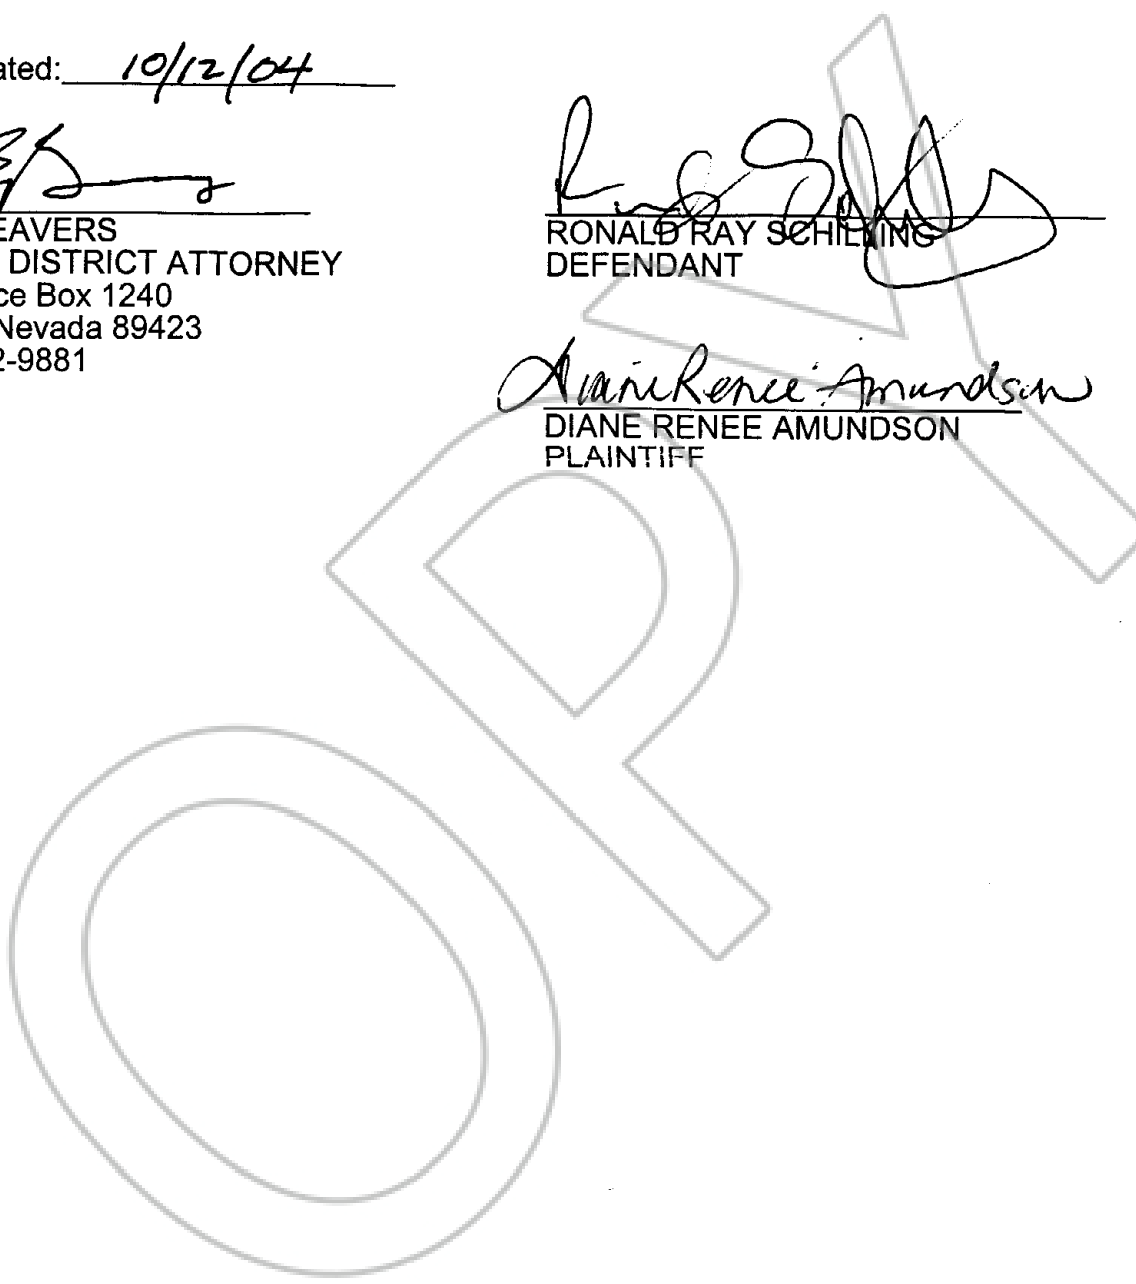 ated: 10/12/04
EAVERS
DISTRICT ATTORNEY
ce Box 1240
Nevada 89423
2-9881
RONALD RAY SCHILLING
DEFENDANT
Diane Renee Amundson
DIANE RENEE AMUNDSON
PLAINTIFF
OPY